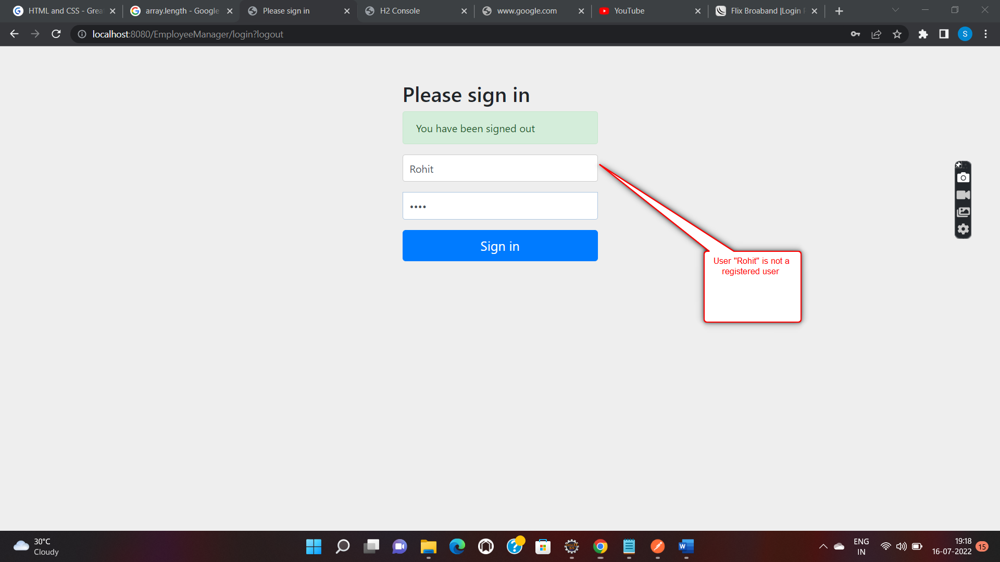 HTML and CSS - Grea
array.length - Google
Please sign in
H2 Console
www.google.com
YouTube
Flix Broaband |Login
localhost:8080/EmployeeManager/login?logout
S
Please sign in
You have been signed out
Rohit
••••
Sign in
User "Rohit" is not a
registered user
30°C
Cloudy
ENG
IN
19:18
16-07-2022
15